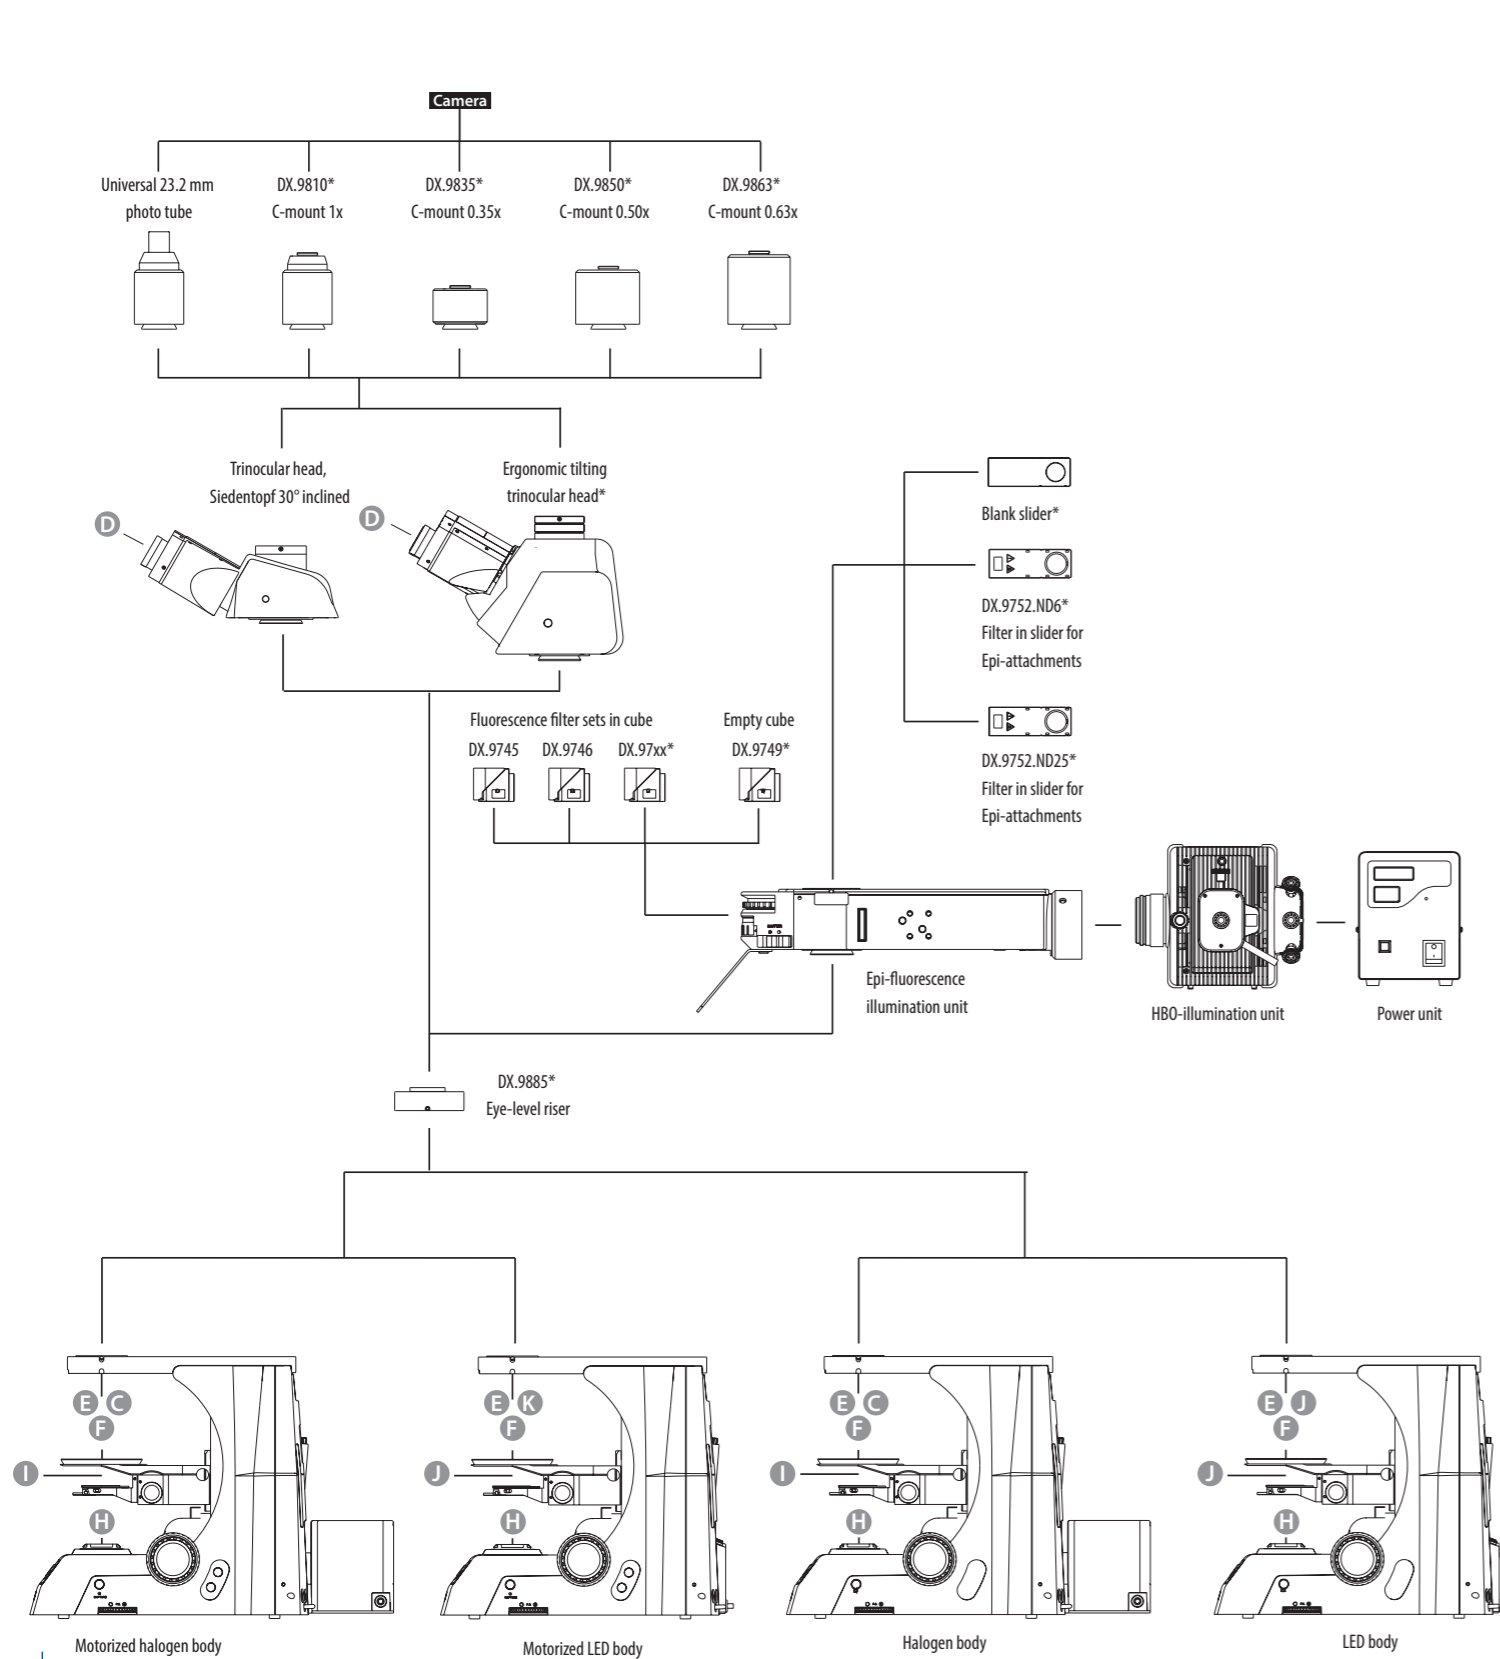 Camera
Universal 23.2 mm
photo tube
DX.9810*
C-mount 1x
DX.9835*
C-mount 0.35x
DX.9850*
C-mount 0.50x
DX.9863*
C-mount 0.63x
Trinocular head,
Siedentopf 30° inclined
Ergonomic tilting
trinocular head*
D
D
Blank slider*
DX.9752.ND6*
Filter in slider for
Epi-attachments
DX.9752.ND25*
Filter in slider for
Epi-attachments
Fluorescence filter sets in cube
Empty cube
DX.9745 DX.9746 DX.97xx* DX.9749*
Epi-fluorescence
illumination unit
HBO-illumination unit
Power unit
DX.9885*
Eye-level riser
E C
F
I
H
Motorized halogen body
E K
F
J
H
Motorized LED body
E C
F
I
H
Halogen body
E J
F
J
H
LED body